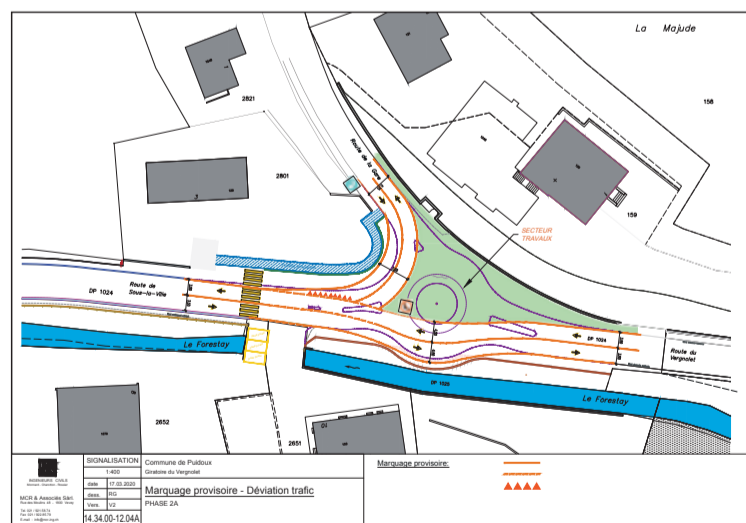 La Majude
158
2821
Route de la Gare
2801
159
SECTEUR
TRAVAUX
Route de
Sous-la-Ville
DP 1024
DP 1024
Route du
Vergnolet
Le Forestay
DP 1025
Le Forestay
2652
2651
INGENIEURS CIVILS
MCR & Associés Sàrl
SIGNALISATION
1:400
date 17.03.2020
dess. RG
Vers. V2
14.34.00-12.04A
Commune de Puidoux
Giratoire du Vergnolet
Marquage provisoire - Déviation trafic
PHASE 2A
Marquage provisoire: